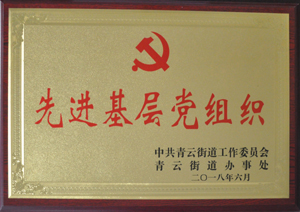 先进基层党组织
中共青云街道工作委员会
青云街道办事处
二〇一八年六月